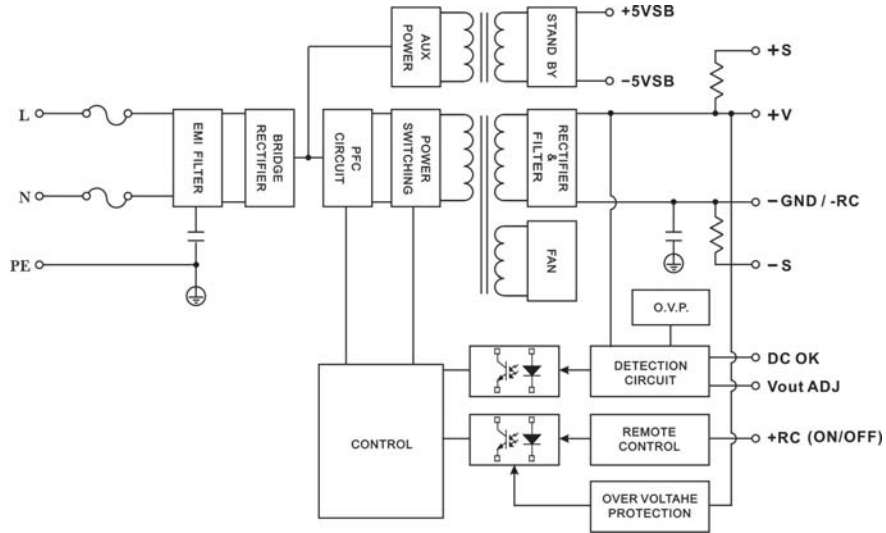 +5VSB
AUX
POWER
STAND BY
−5VSB
+S
L
EMI FILTER
BRIDGE
RECTIFIER
PFC
CIRCUIT
POWER
SWITCHING
RECTIFIER
&
FILTER
+V
N
−GND / -RC
PE
FAN
−S
O.V.P.
DETECTION
CIRCUIT
DC OK
Vout ADJ
CONTROL
REMOTE
CONTROL
+RC (ON/OFF)
OVER VOLTAHE
PROTECTION